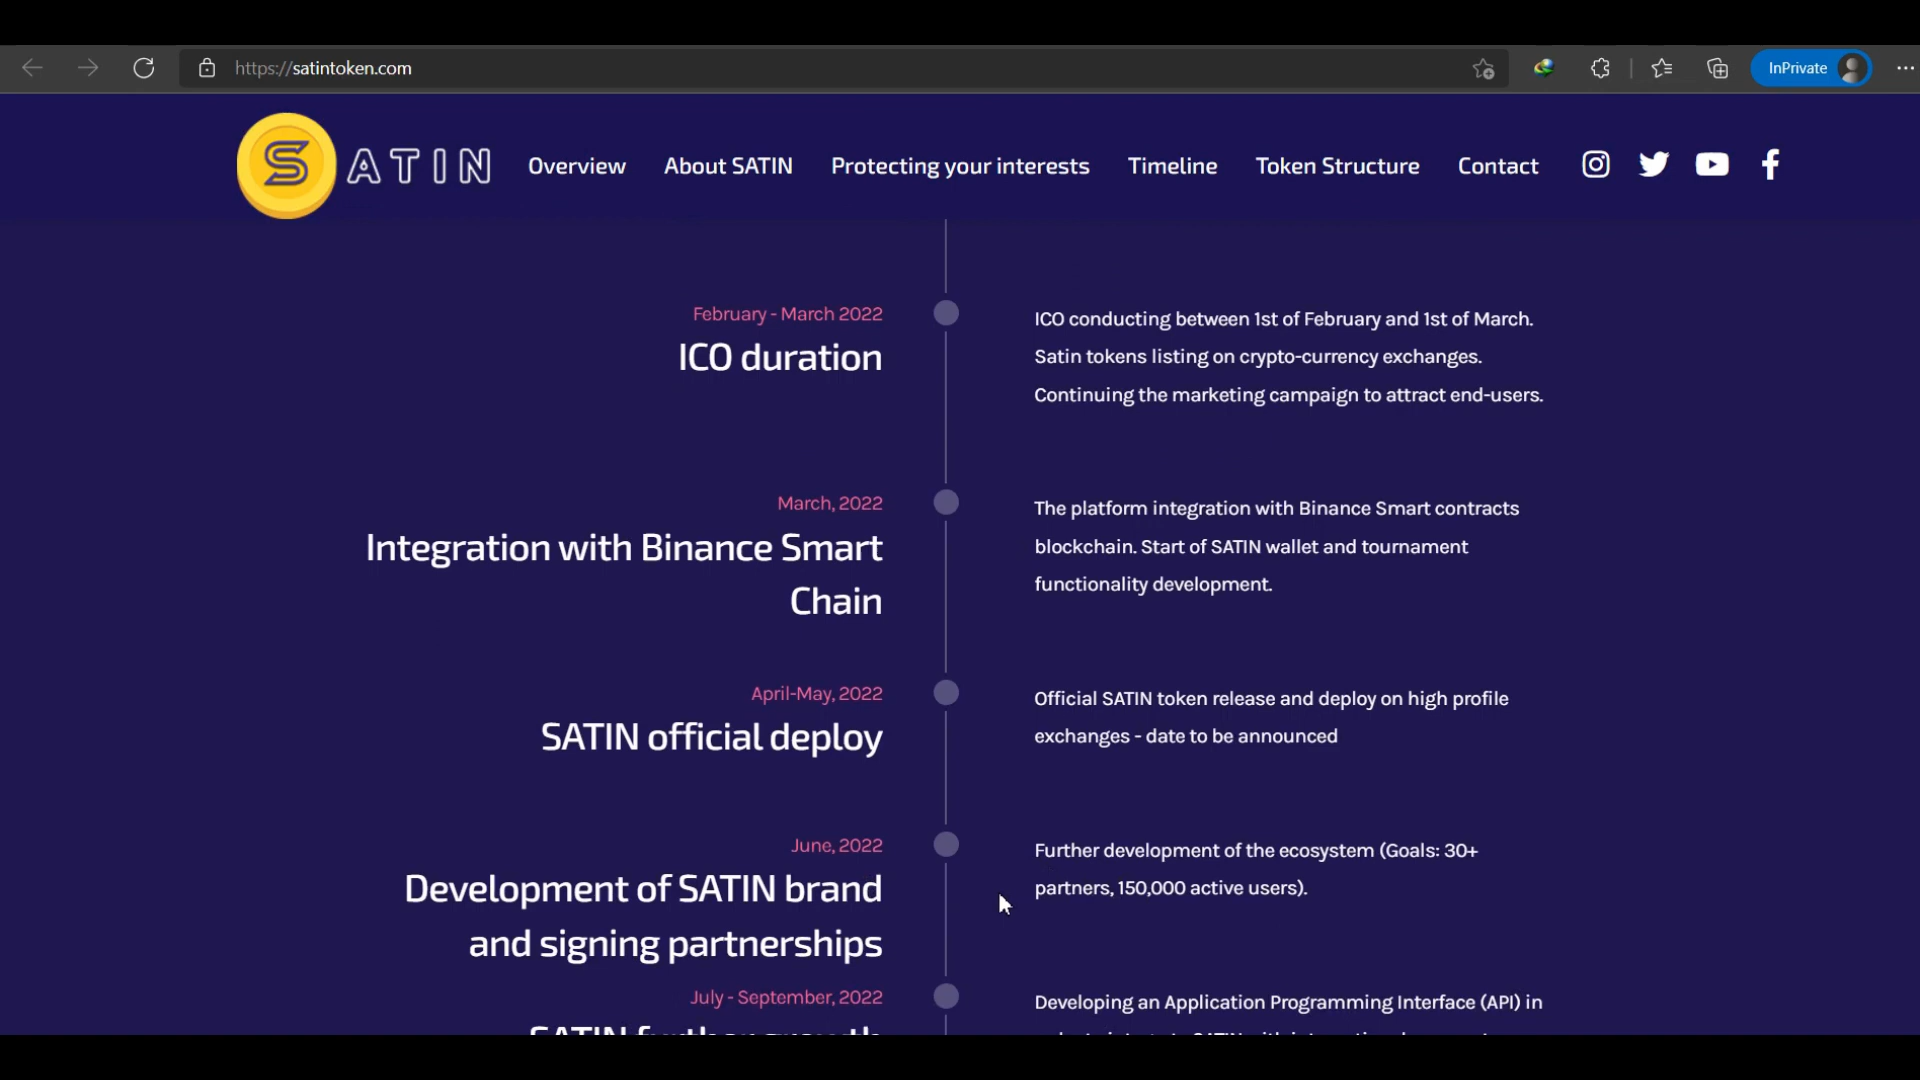 https://satintoken.com
InPrivate
SATIN
Overview
About SATIN
Protecting your interests
Timeline
Token Structure
Contact
February - March 2022
ICO duration
ICO conducting between 1st of February and 1st of March.
Satin tokens listing on crypto-currency exchanges.
Continuing the marketing campaign to attract end-users.
March, 2022
Integration with Binance Smart
Chain
The platform integration with Binance Smart contracts
blockchain. Start of SATIN wallet and tournament
functionality development.
April-May, 2022
SATIN official deploy
Official SATIN token release and deploy on high profile
exchanges - date to be announced
June, 2022
Development of SATIN brand
and signing partnerships
Further development of the ecosystem (Goals: 30+
partners, 150,000 active users).
July - September, 2022
SATIN further growth
Developing an Application Programming Interface (API) in